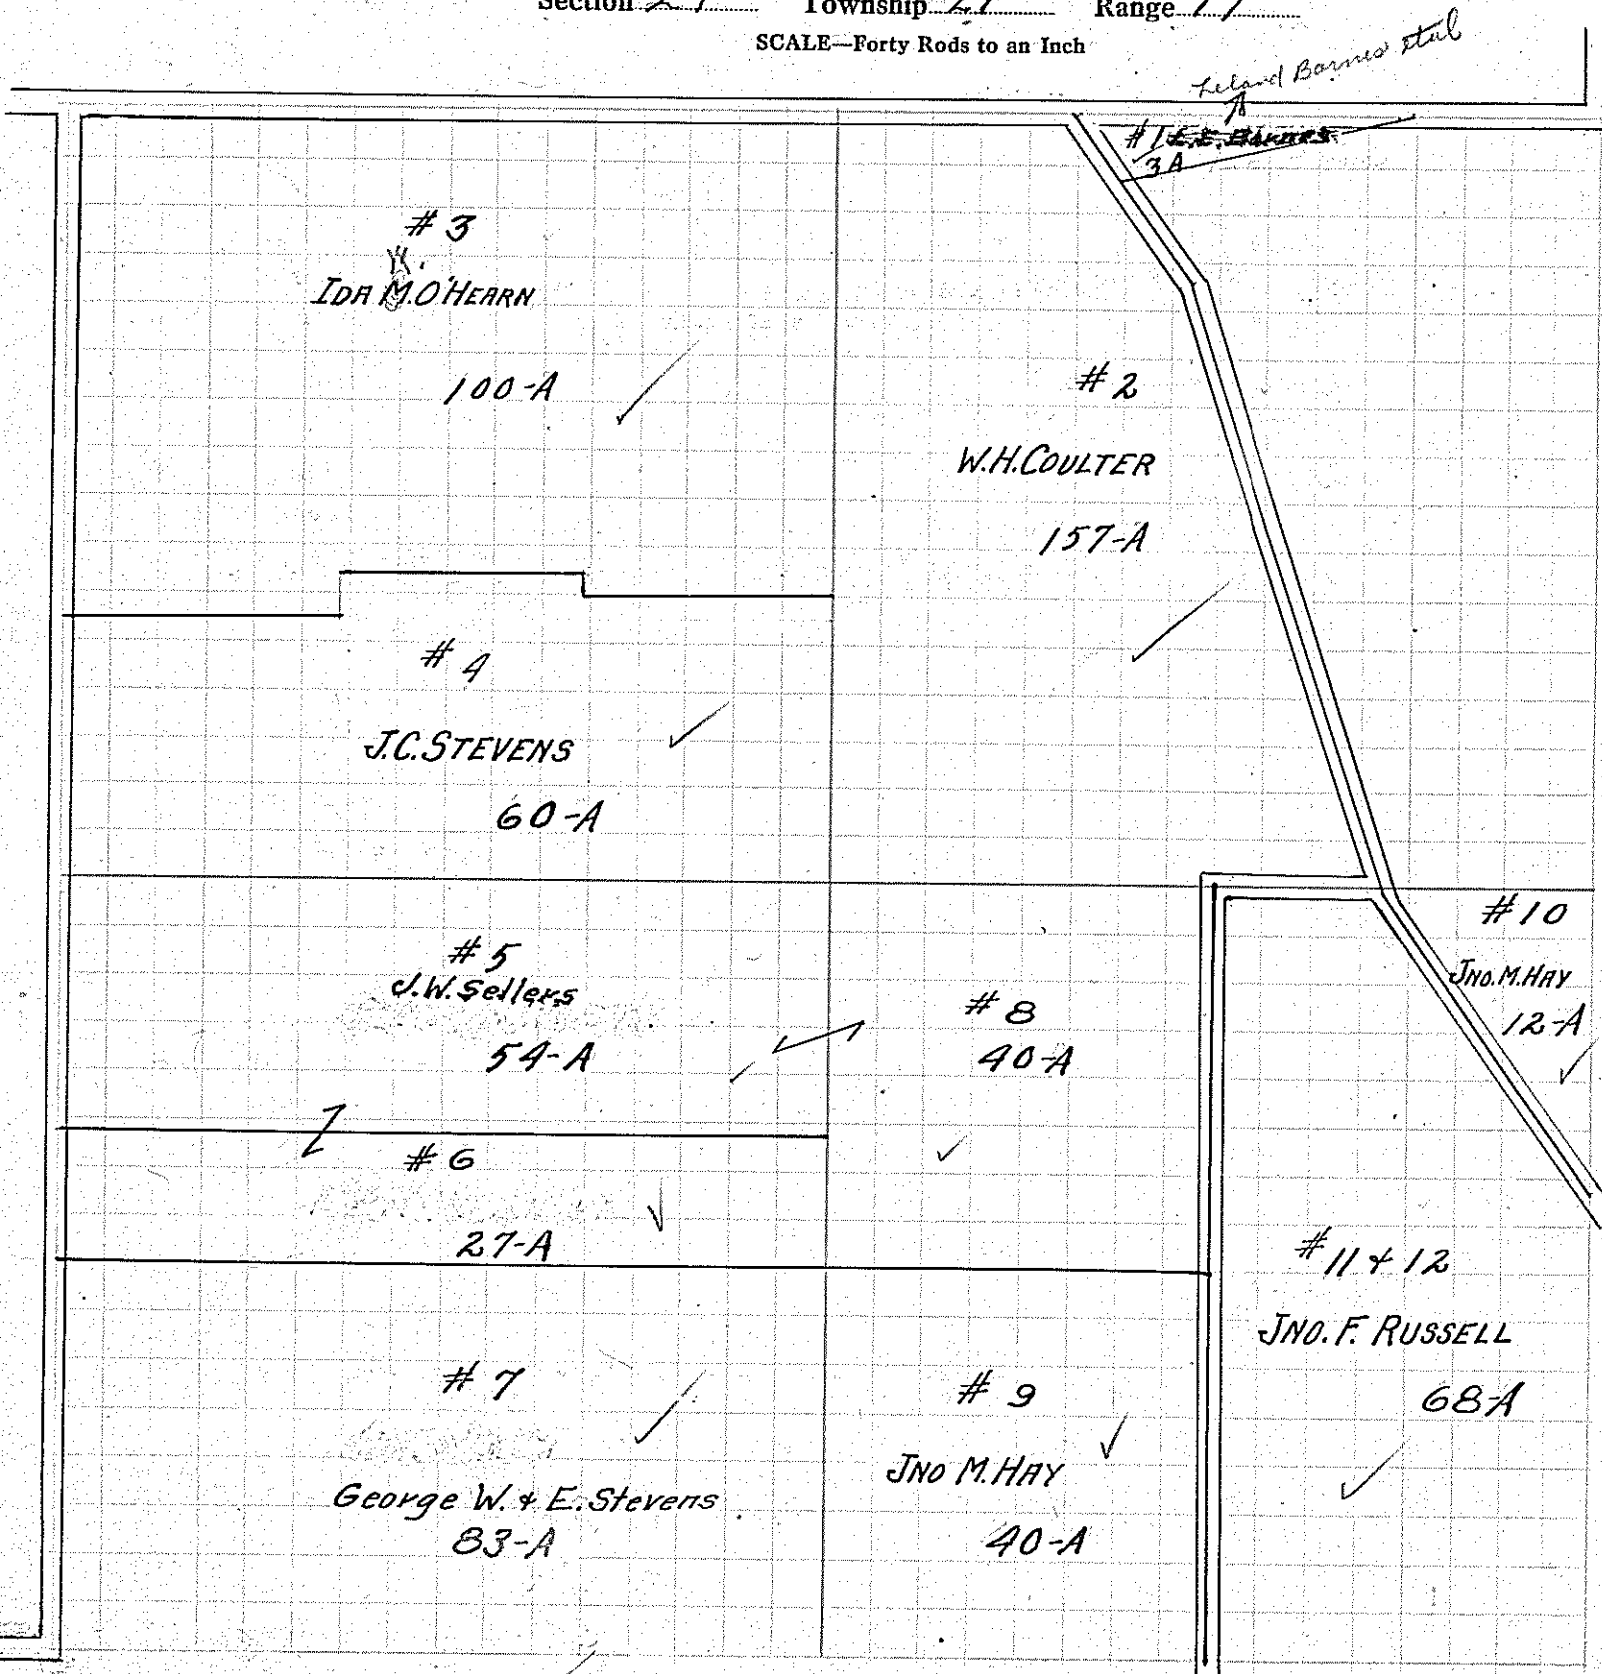 Section Township Range
SCALE—Forty Rods to an Inch
Leland Barnes etal
#1 E.E. Barnes
3A
#3
W.
IDA M. O'HEARN
100-A
#2
W.H. COULTER
157-A
#4
J.C. STEVENS
60-A
#5
J.W. Sellers
54-A
#8
40-A
#10
JNO. M. HAY
12-A
#6
27-A
#11 & 12
JNO. F. RUSSELL
68-A
#7
George W. & E. Stevens
83-A
#9
JNO M. HAY
40-A